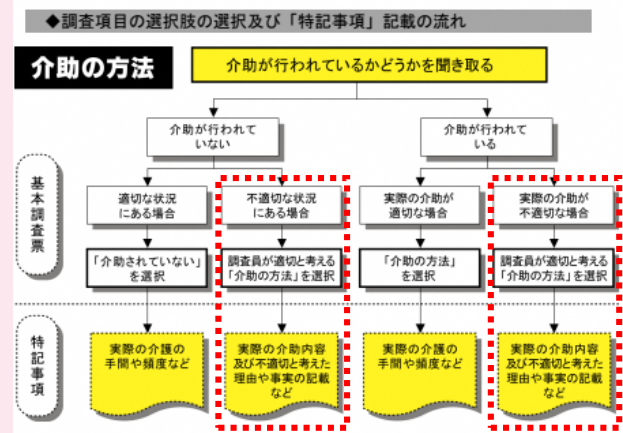 ◆調査項目の選択肢の選択及び「特記事項」記載の流れ
介助の方法
介助が行われているかどうかを聞き取る
介助が行われて
いない
介助が行われて
いる
基本調査票
適切な状況
にある場合
不適切な状況
にある場合
実際の介助が
適切な場合
実際の介助が
不適切な場合
「介助されていない」
を選択
調査員が適切と考える
「介助の方法」を選択
「介助の方法」
を選択
調査員が適切と考える
「介助の方法」を選択
特記事項
実際の介護の
手間や頻度など
実際の介助内容
及び不適切と考えた
理由や事実の記載
など
実際の介護の
手間や頻度など
実際の介助内容
及び不適切と考えた
理由や事実の記載
など